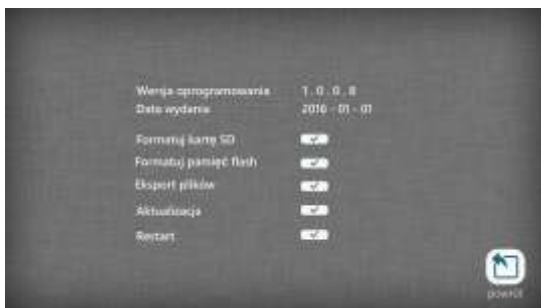 Wersja oprogramowania 1.0.0.8
Data wydania 2016-01-01
Formatuj kartę SD
Formatuj pamięć flash
Eksport plików
Aktualizacja
Restart
powrót